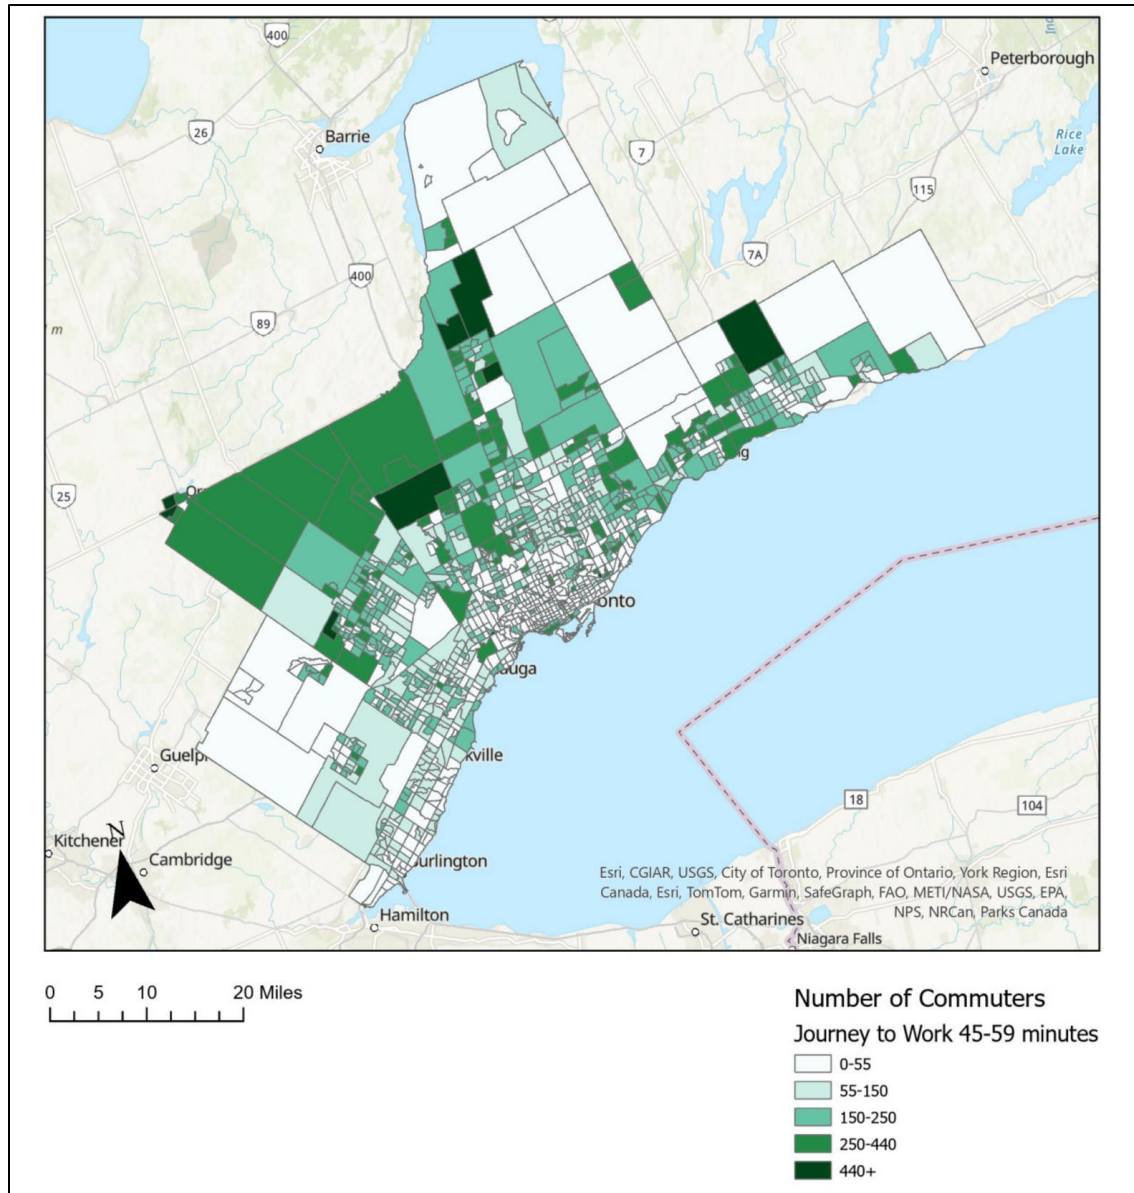 400
Peterborough
26
Barrie
7
Rice
Lake
115
7A
400
89
m
25
Or
ng
onto
uga
kville
Guelp
18
104
Kitchener
N
Cambridge
urlington
Esri, CGIAR, USGS, City of Toronto, Province of Ontario, York Region, Esri
Canada, Esri, TomTom, Garmin, SafeGraph, FAO, METI/NASA, USGS, EPA,
NPS, NRCan, Parks Canada
Hamilton
St. Catharines
Niagara Falls
0 5 10 20 Miles
Number of Commuters
Journey to Work 45-59 minutes
0-55
55-150
150-250
250-440
440+